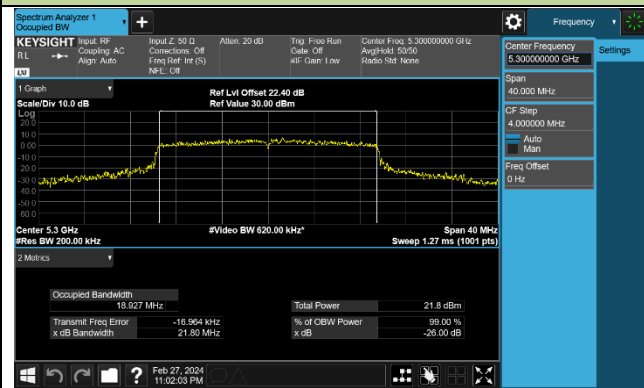 Spectrum Analyzer 1
Occupied BW
+
Frequency
KEYSIGHT
RL
LXI
Input: RF
Coupling: AC
Align: Auto
Input Z: 50 Ω
Corrections: Off
Freq Ref: Int (S)
NFE: Off
Atten: 20 dB
Trig: Free Run
Gate: Off
#IF Gain: Low
Center Freq: 5.300000000 GHz
Avg|Hold: 50/50
Radio Std: None
Center Frequency
5.300000000 GHz
Settings
Span
40.000 MHz
CF Step
4.000000 MHz
Auto
Man
Freq Offset
0 Hz
1 Graph
Scale/Div 10.0 dB
Ref Lvl Offset 22.40 dB
Ref Value 30.00 dBm
Log
20.0
10.0
0.00
-10.0
-20.0
-30.0
-40.0
-50.0
-60.0
Center 5.3 GHz
#Video BW 620.00 kHz*
Span 40 MHz
#Res BW 200.00 kHz
Sweep 1.27 ms (1001 pts)
2 Metrics
Occupied Bandwidth
18.927 MHz
Total Power 21.8 dBm
Transmit Freq Error -16.964 kHz
% of OBW Power 99.00 %
x dB Bandwidth 21.80 MHz
x dB -26.00 dB
?
Feb 27, 2024
11:02:03 PM